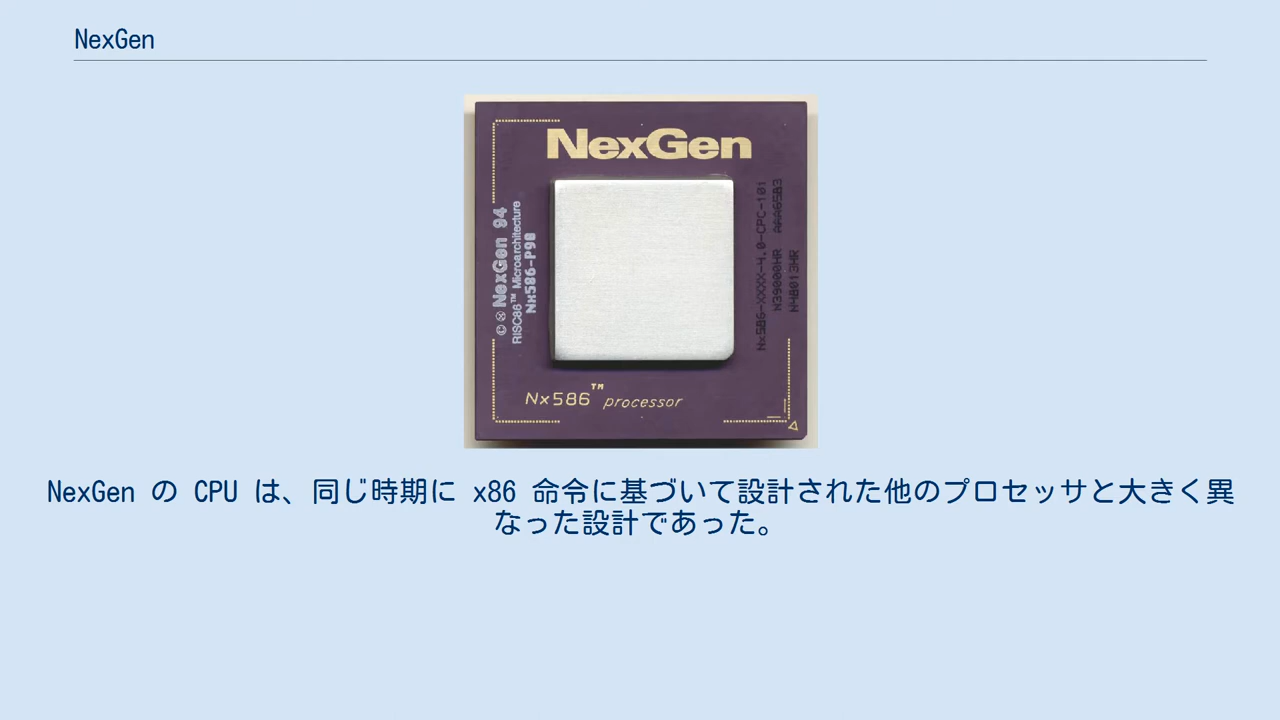 NexGen
NexGen
© NexGen 94
RISC86™ Microarchitecture
Nx586-P90
Nx586-XXXX-4.0-CPC-101
N39000HR AAA65B3
N48013HR
Nx586™ processor
NexGen の CPU は、同じ時期に x86 命令に基づいて設計された他のプロセッサと大きく異
なった設計であった。